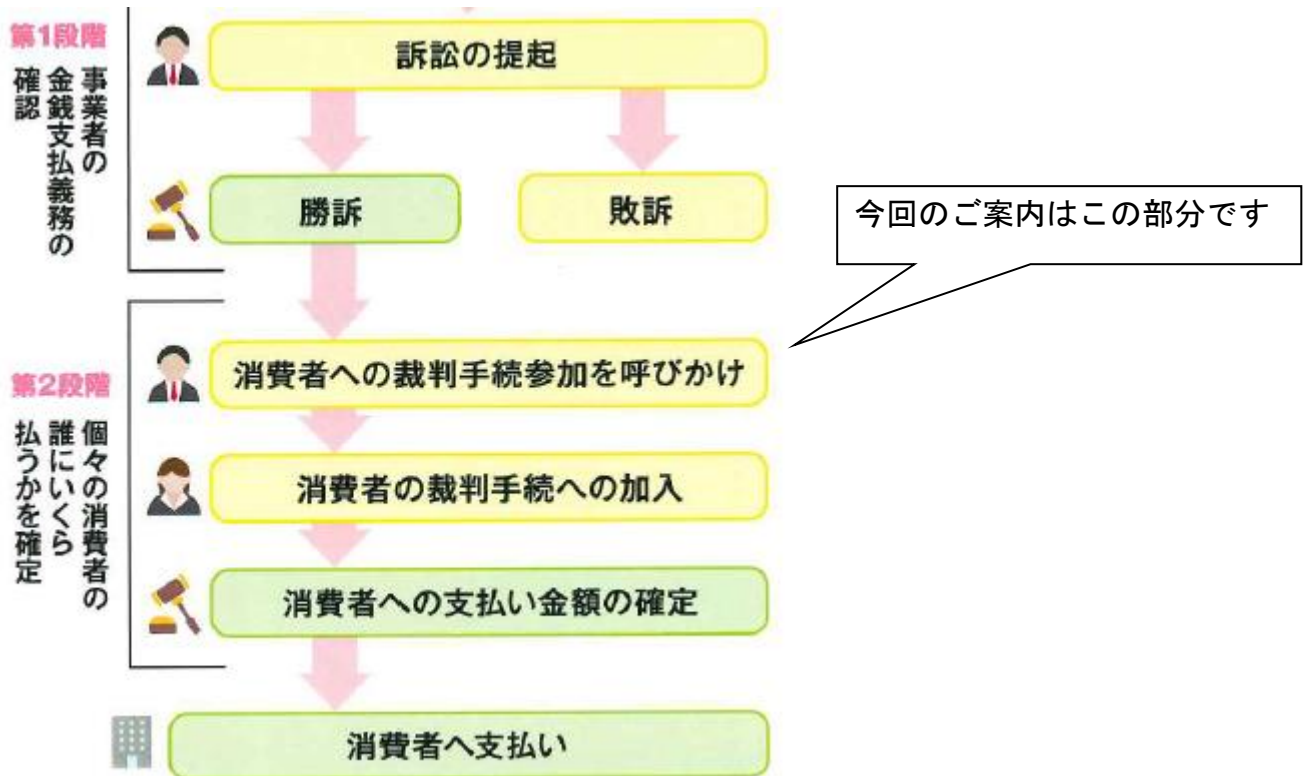 第1段階
事業者の
金銭支払義務の
確認
訴訟の提起
勝訴
敗訴
今回のご案内はこの部分です
第2段階
個々の消費者の
誰にいくら
払うかを確定
消費者への裁判手続参加を呼びかけ
消費者の裁判手続への加入
消費者への支払い金額の確定
消費者へ支払い